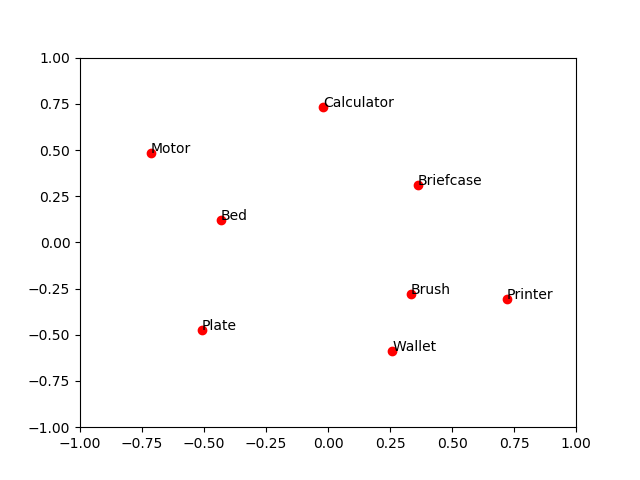 1.00
0.75
0.50
0.25
0.00
−0.25
−0.50
−0.75
−1.00
Calculator
Motor
Briefcase
Bed
Brush
Printer
Plate
Wallet
−1.00 −0.75 −0.50 −0.25 0.00 0.25 0.50 0.75 1.00